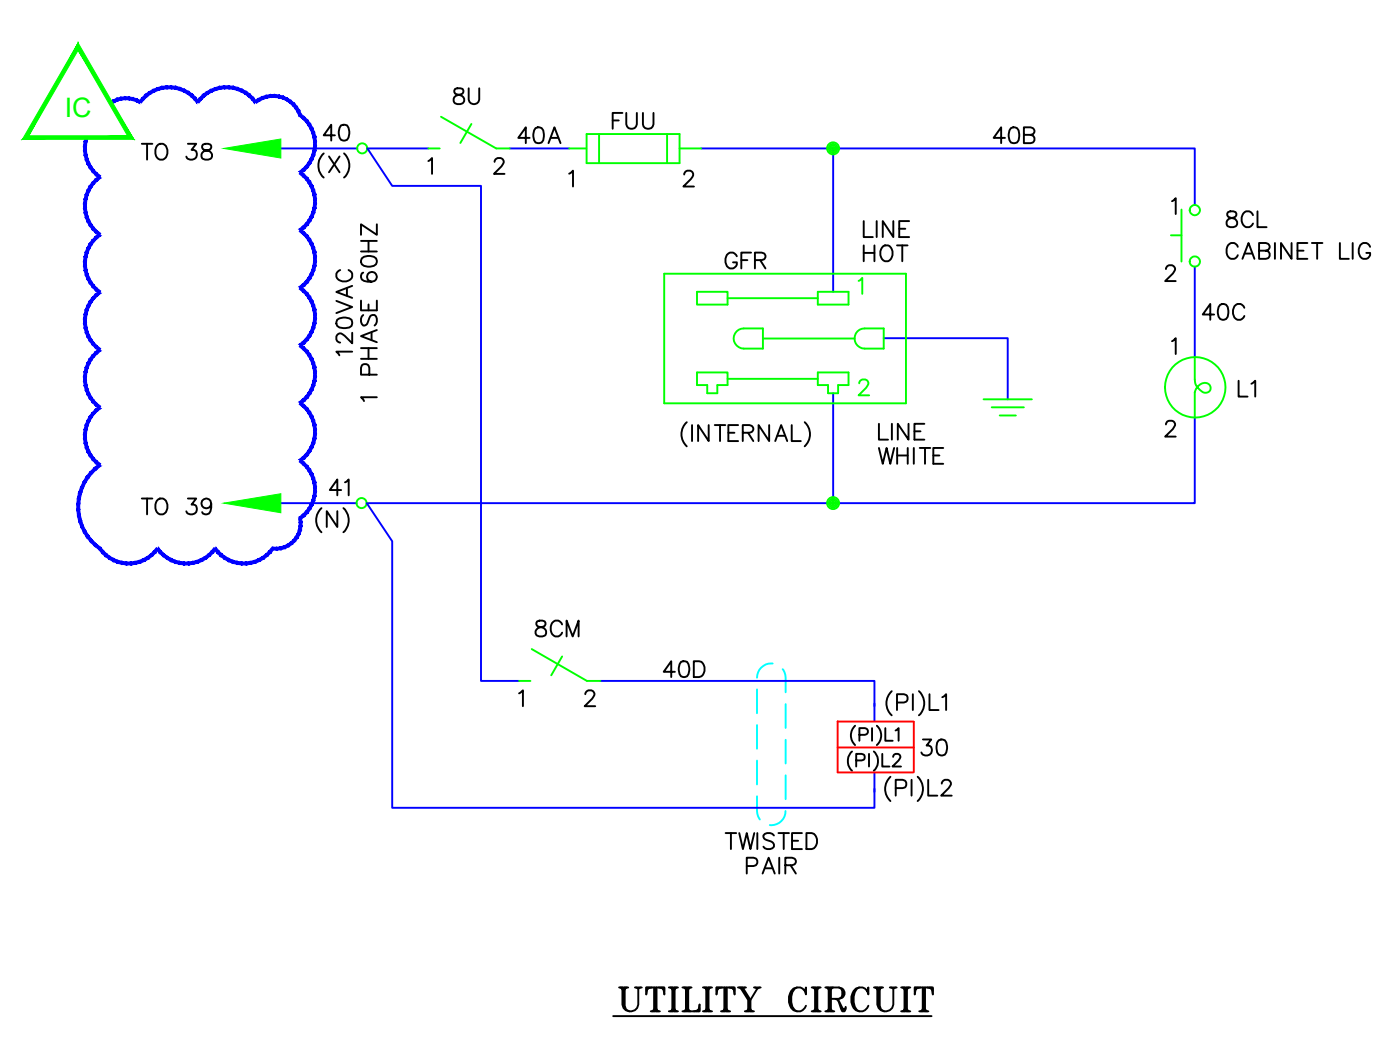 IC
TO 38
40
(X)
8U
1
2
40A
FUU
1
2
40B
120VAC
1 PHASE 60HZ
LINE
HOT
GFR
1
2
(INTERNAL)
LINE
WHITE
1
2
8CL
CABINET LIG
40C
1
2
L1
TO 39
41
(N)
8CM
1
2
40D
(PI)L1
(PI)L1
30
(PI)L2
(PI)L2
TWISTED
PAIR
UTILITY CIRCUIT